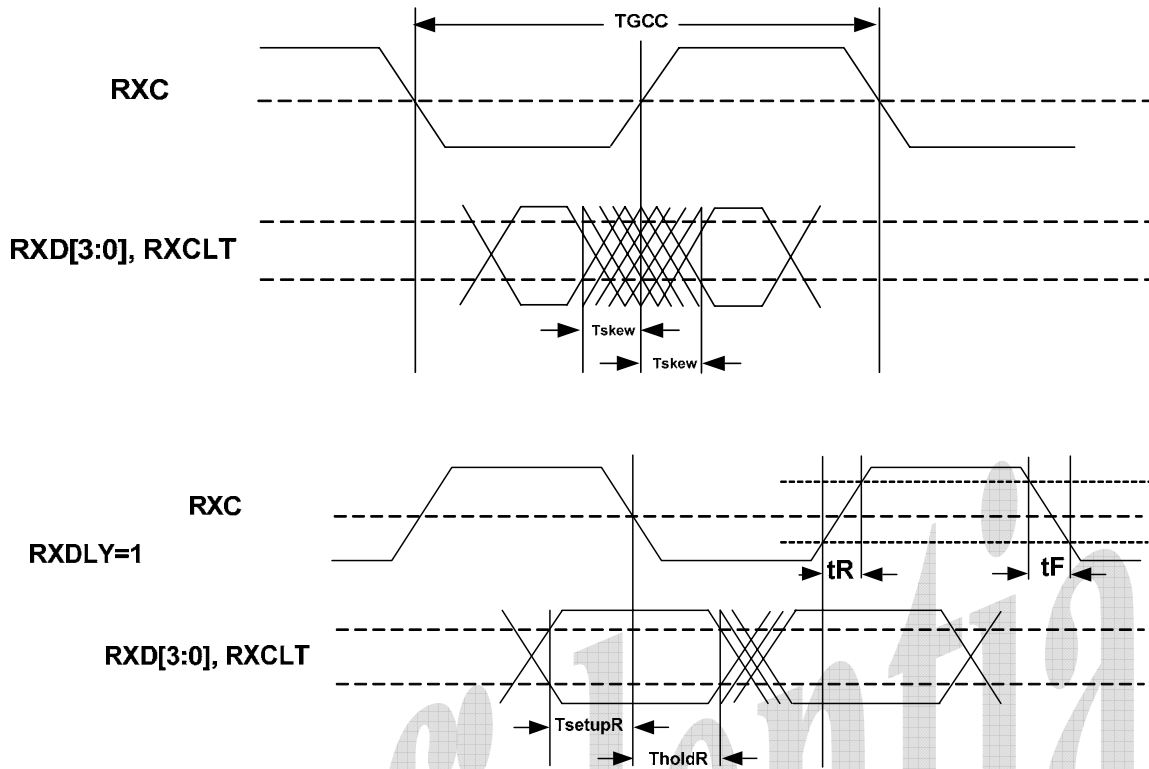 TGCC
RXC
RXD[3:0], RXCLT
Tskew
Tskew
RXC
RXDLY=1
tR
tF
RXD[3:0], RXCLT
TsetupR
TholdR